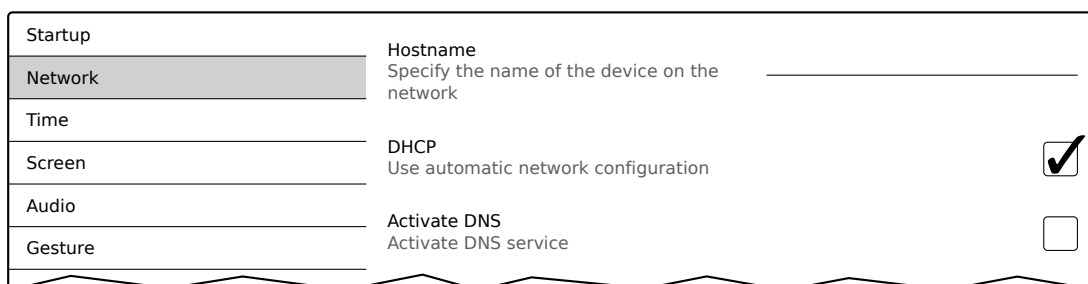 Startup
Network
Time
Screen
Audio
Gesture
Hostname
Specify the name of the device on the
network
DHCP
Use automatic network configuration
Activate DNS
Activate DNS service